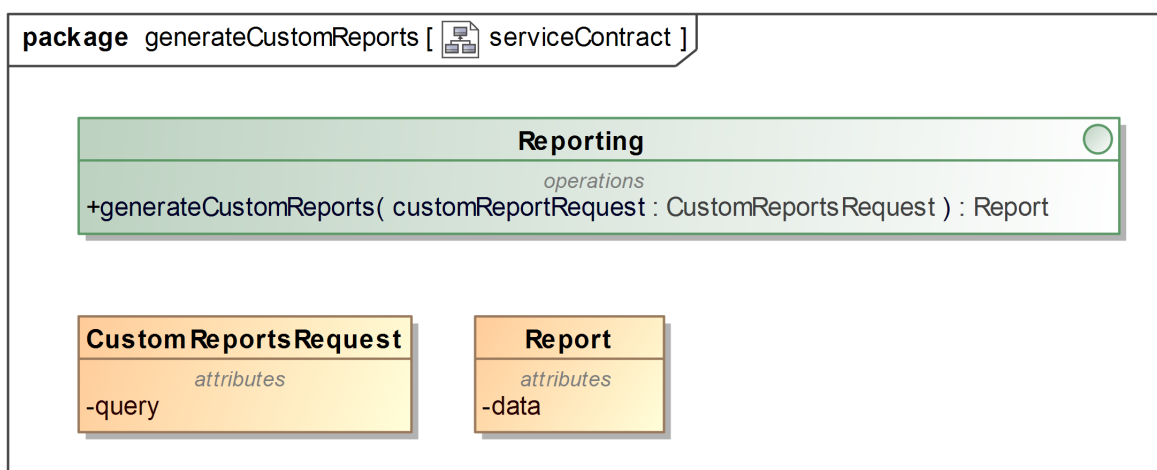 package generateCustomReports [ serviceContract ]
Reporting
operations
+generateCustomReports( customReportRequest : CustomReportsRequest ) : Report
CustomReportsRequest
attributes
-query
Report
attributes
-data